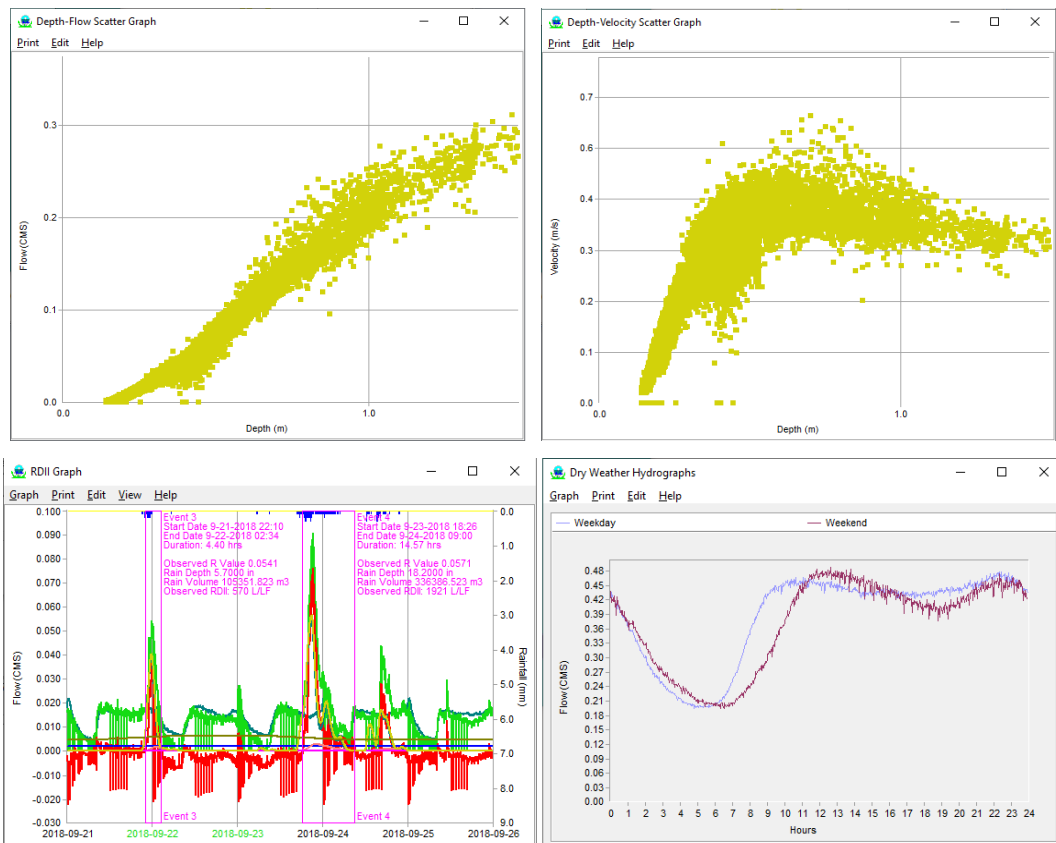 Depth-Flow Scatter Graph
Print Edit Help
0.3
0.2
0.1
0.0
Flow (CMS)
0.0 1.0
Depth (m)
Depth-Velocity Scatter Graph
Print Edit Help
0.7
0.6
0.4
0.3
0.2
0.1
0.0
Velocity (m/s)
0.0 1.0
Depth (m)
RDII Graph
Graph Print Edit View Help
0.100
0.090
0.080
0.070
0.060
0.050
0.040
0.030
0.020
0.010
0.000
-0.010
-0.020
-0.030
Flow (CMS)
Event 3
Start Date 9-21-2018 22:10
End Date 9-22-2018 02:34
Duration: 4.40 hrs
Observed R Value 0.0541
Rain Depth 5.7000 in
Rain Volume 105351.823 m3
Observed RDII: 570 L/LF
Event 3
Event 4
Start Date 9-23-2018 18:26
End Date 9-24-2018 09:00
Duration: 14.57 hrs
Observed R Value 0.0571
Rain Depth 18.2000 in
Rain Volume 336386.523 m3
Observed RDII: 1921 L/LF
Event 4
0.0
1.0
2.0
3.0
4.0
5.0
6.0
7.0
8.0
9.0
Rainfall (mm)
2018-09-21 2018-09-22 2018-09-23 2018-09-24 2018-09-25 2018-09-26
Dry Weather Hydrographs
Graph Print Edit Help
Weekday Weekend
0.48
0.45
0.42
0.39
0.36
0.33
0.30
0.27
0.24
0.21
0.18
0.15
0.12
0.09
0.06
0.03
0.00
Flow (CMS)
0 1 2 3 4 5 6 7 8 9 10 11 12 13 14 15 16 17 18 19 20 21 22 23 24
Hours